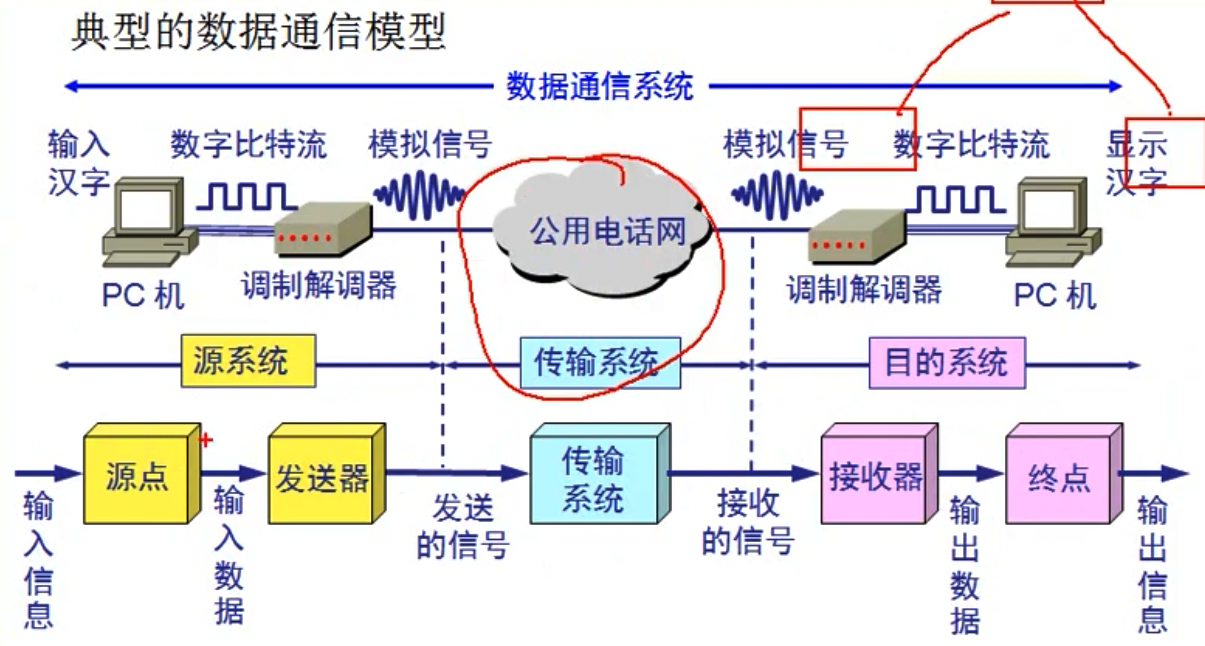 典型的数据通信模型
数据通信系统
输入
汉字
数字比特流
模拟信号
模拟信号
数字比特流
显示
汉字
公用电话网
PC 机
调制解调器
调制解调器
PC 机
源系统
传输系统
目的系统
源点
发送器
传输
系统
接收器
终点
输入信息
输入数据
发送
的信号
接收
的信号
输出数据
输出信息